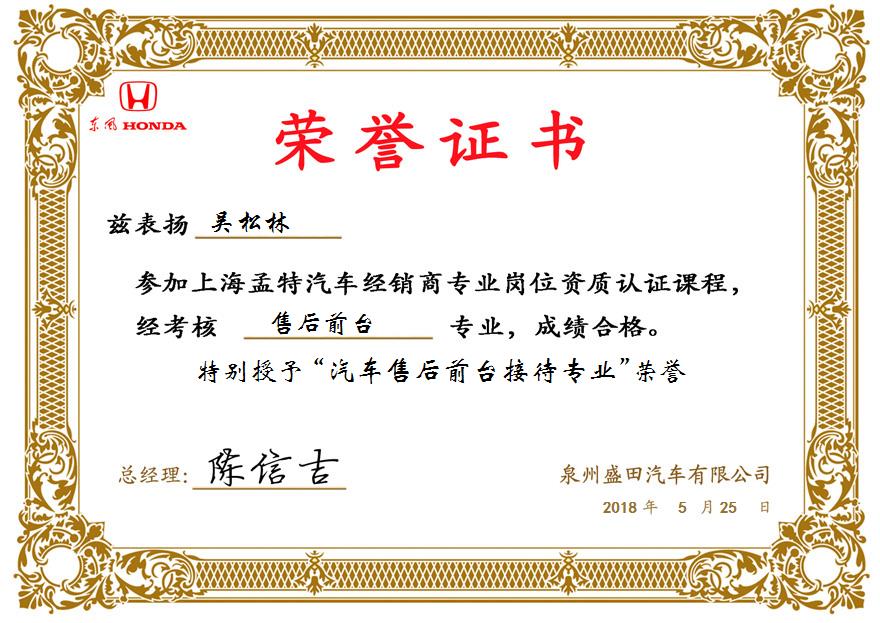 东风 HONDA
荣誉证书
兹表扬 吴松林
参加上海孟特汽车经销商专业岗位资质认证课程，
经考核 售后前台 专业，成绩合格。
特别授予“汽车售后前台接待专业”荣誉
总经理: 陈信吉
泉州盛田汽车有限公司
2018 年 5 月 25 日